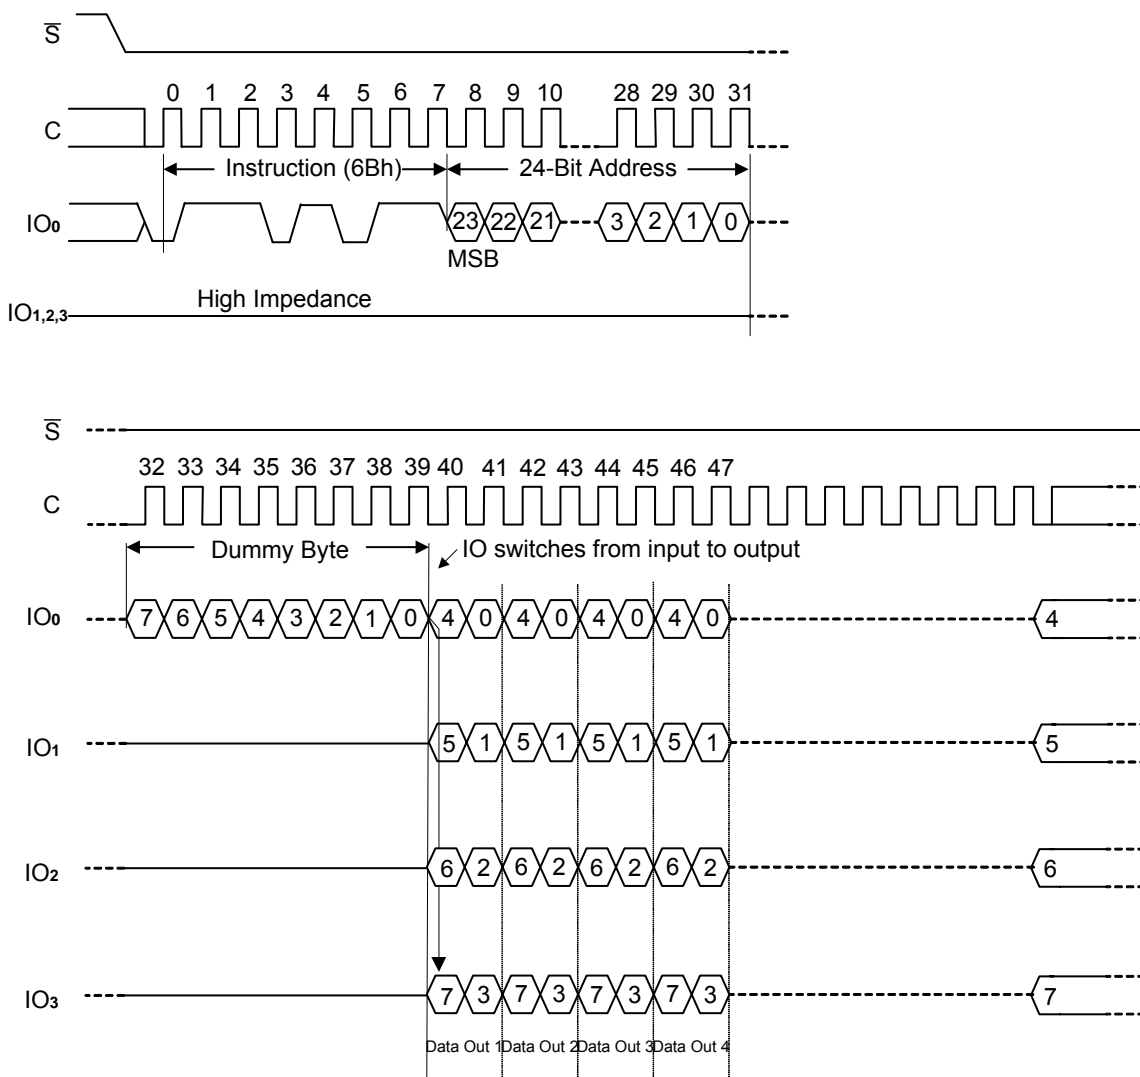 S
0 1 2 3 4 5 6 7 8 9 10 28 29 30 31
C
Instruction (6Bh) 24-Bit Address
IO0 23 22 21 3 2 1 0
MSB
High Impedance
IO1,2,3
S
32 33 34 35 36 37 38 39 40 41 42 43 44 45 46 47
C
Dummy Byte IO switches from input to output
IO0 7 6 5 4 3 2 1 0 4 0 4 0 4 0 4 0 4
IO1 5 1 5 1 5 1 5 1 5
IO2 6 2 6 2 6 2 6 2 6
IO3 7 3 7 3 7 3 7 3 7
Data Out 1 Data Out 2 Data Out 3 Data Out 4